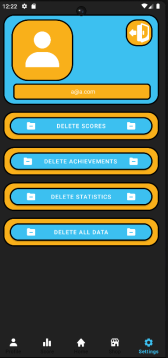 12:22
a@a.com
DELETE SCORES
DELETE ACHIEVEMENTS
DELETE STATISTICS
DELETE ALL DATA
Settings